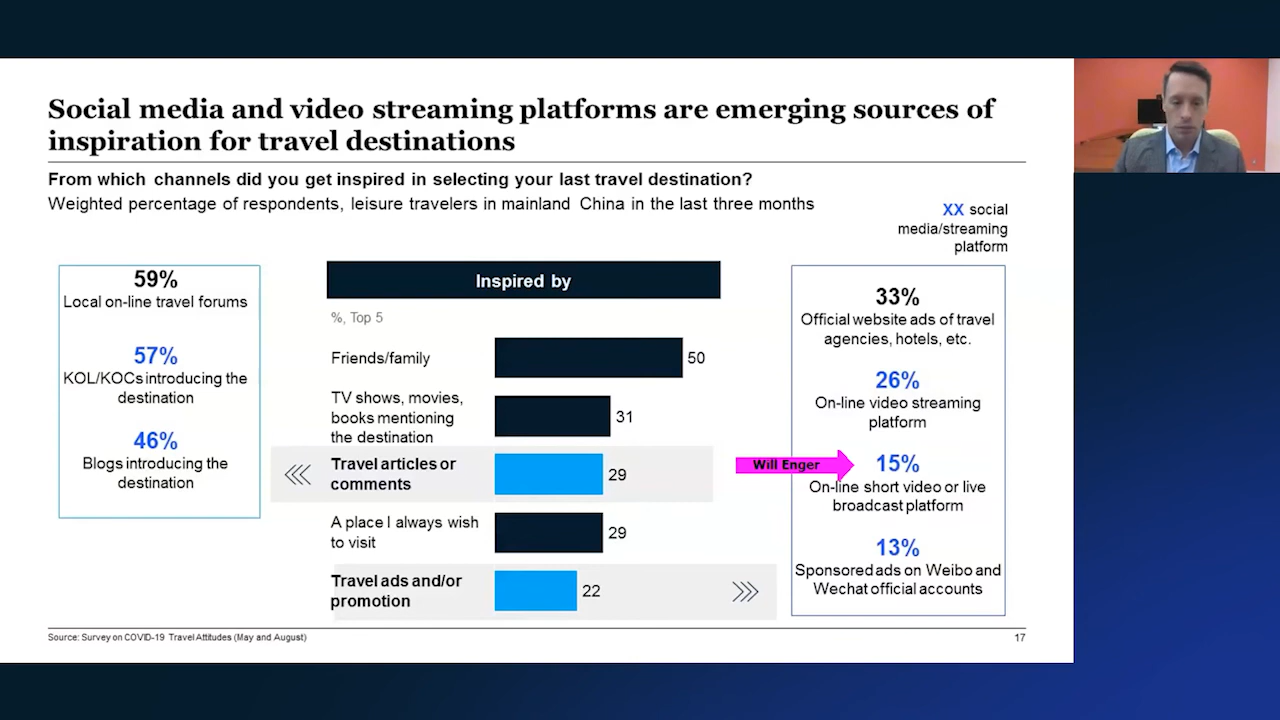 Social media and video streaming platforms are emerging sources of
inspiration for travel destinations
From which channels did you get inspired in selecting your last travel destination?
Weighted percentage of respondents, leisure travelers in mainland China in the last three months
XX social
media/streaming
platform
59%
Local on-line travel forums
57%
KOL/KOCs introducing the
destination
46%
Blogs introducing the
destination
Inspired by
%, Top 5
Friends/family
50
TV shows, movies,
books mentioning
the destination
31
Travel articles or
comments
29
A place I always wish
to visit
29
Travel ads and/or
promotion
22
Will Enger
33%
Official website ads of travel
agencies, hotels, etc.
26%
On-line video streaming
platform
15%
On-line short video or live
broadcast platform
13%
Sponsored ads on Weibo and
Wechat official accounts
Source: Survey on COVID-19 Travel Attitudes (May and August)
17